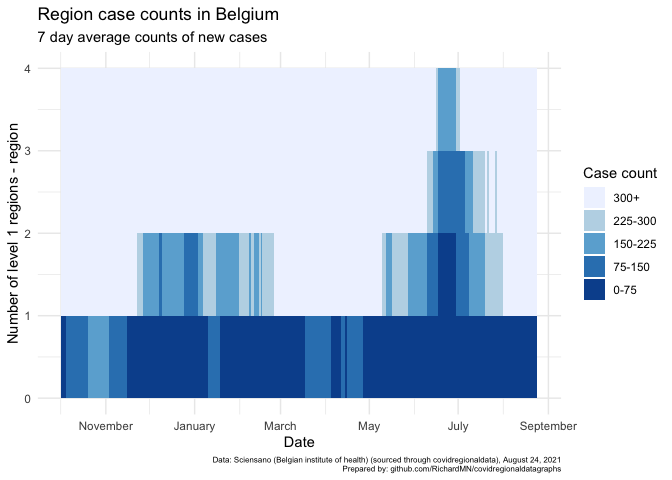 Region case counts in Belgium
7 day average counts of new cases
Number of level 1 regions - region
4
3
2
1
0
November
January
March
May
July
September
Date
Case count
300+
225-300
150-225
75-150
0-75
Data: Sciensano (Belgian institute of health) (sourced through covidregionaldata), August 24, 2021
Prepared by: github.com/RichardMN/covidregionaldatagraphs